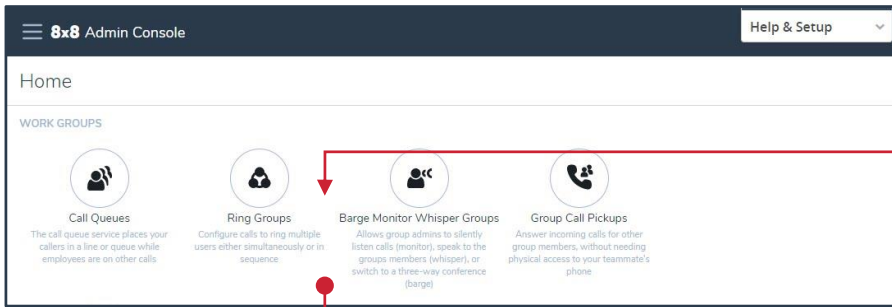 8x8 Admin Console
Help & Setup
Home
WORK GROUPS
Call Queues
The call queue service places your
callers in a line or queue while
employees are on other calls
Ring Groups
Configure calls to ring multiple
users either simultaneously or in
sequence
Barge Monitor Whisper Groups
Allows group admins to silently
listen calls (monitor), speak to the
groups members (whisper), or
switch to a three-way conference
(barge)
Group Call Pickups
Answer incoming calls for other
group members, without needing
physical access to your teammate's
phone